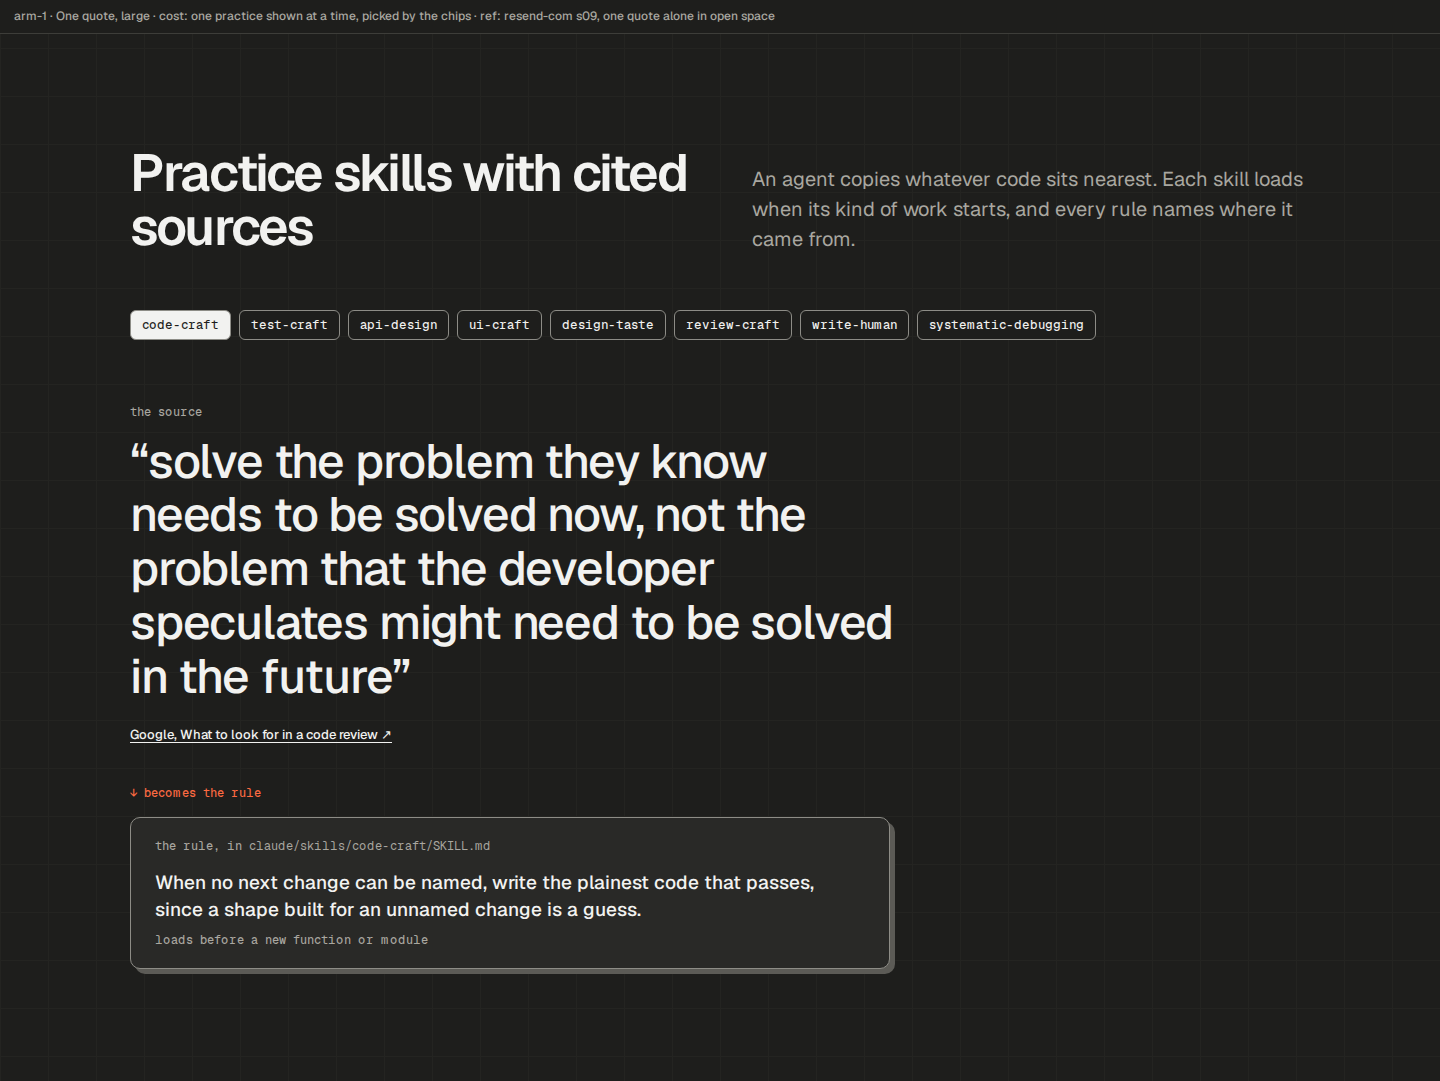 arm-1 · One quote, large · cost: one practice shown at a time, picked by the chips · ref: resend-com s09, one quote alone in open space
Practice skills with cited
sources
An agent copies whatever code sits nearest. Each skill loads
when its kind of work starts, and every rule names where it
came from.
code-craft
test-craft
api-design
ui-craft
design-taste
review-craft
write-human
systematic-debugging
the source
“solve the problem they know
needs to be solved now, not the
problem that the developer
speculates might need to be solved
in the future”
Google, What to look for in a code review ↗
↓ becomes the rule
the rule, in claude/skills/code-craft/SKILL.md
When no next change can be named, write the plainest code that passes,
since a shape built for an unnamed change is a guess.
loads before a new function or module